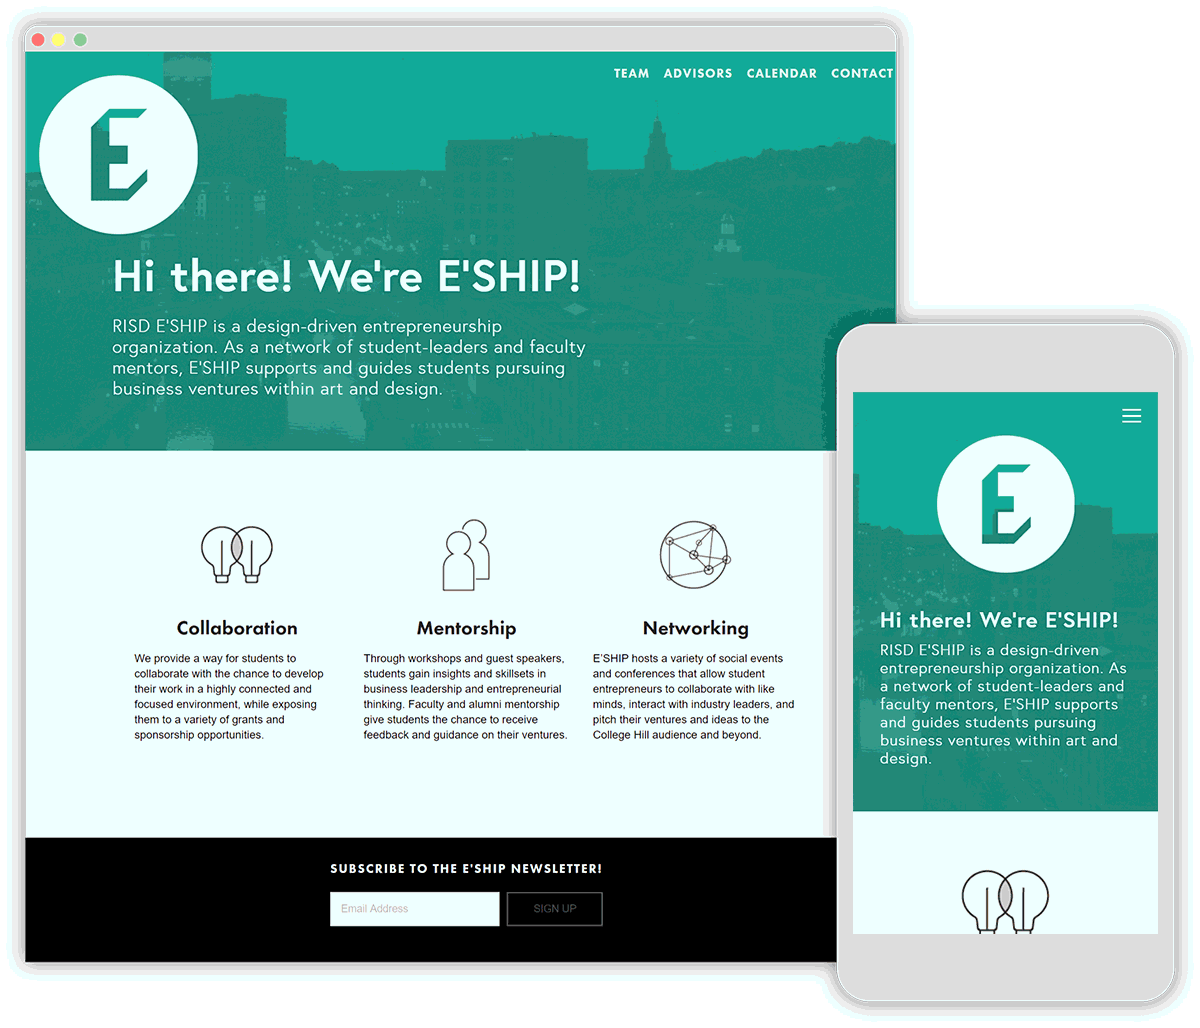 TEAM ADVISORS CALENDAR CONTACT
E
Hi there! We're E'SHIP!
RISD E'SHIP is a design-driven entrepreneurship
organization. As a network of student-leaders and faculty
mentors, E'SHIP supports and guides students pursuing
business ventures within art and design.
Collaboration
We provide a way for students to
collaborate with the chance to develop
their work in a highly connected and
focused environment, while exposing
them to a variety of grants and
sponsorship opportunities.
Mentorship
Through workshops and guest speakers,
students gain insights and skillsets in
business leadership and entrepreneurial
thinking. Faculty and alumni mentorship
give students the chance to receive
feedback and guidance on their ventures.
Networking
E'SHIP hosts a variety of social events
and conferences that allow student
entrepreneurs to collaborate with like
minds, interact with industry leaders, and
pitch their ventures and ideas to the
College Hill audience and beyond.
SUBSCRIBE TO THE E'SHIP NEWSLETTER!
Email Address
SIGN UP
E
Hi there! We're E'SHIP!
RISD E'SHIP is a design-driven
entrepreneurship organization. As
a network of student-leaders and
faculty mentors, E'SHIP supports
and guides students pursuing
business ventures within art and
design.